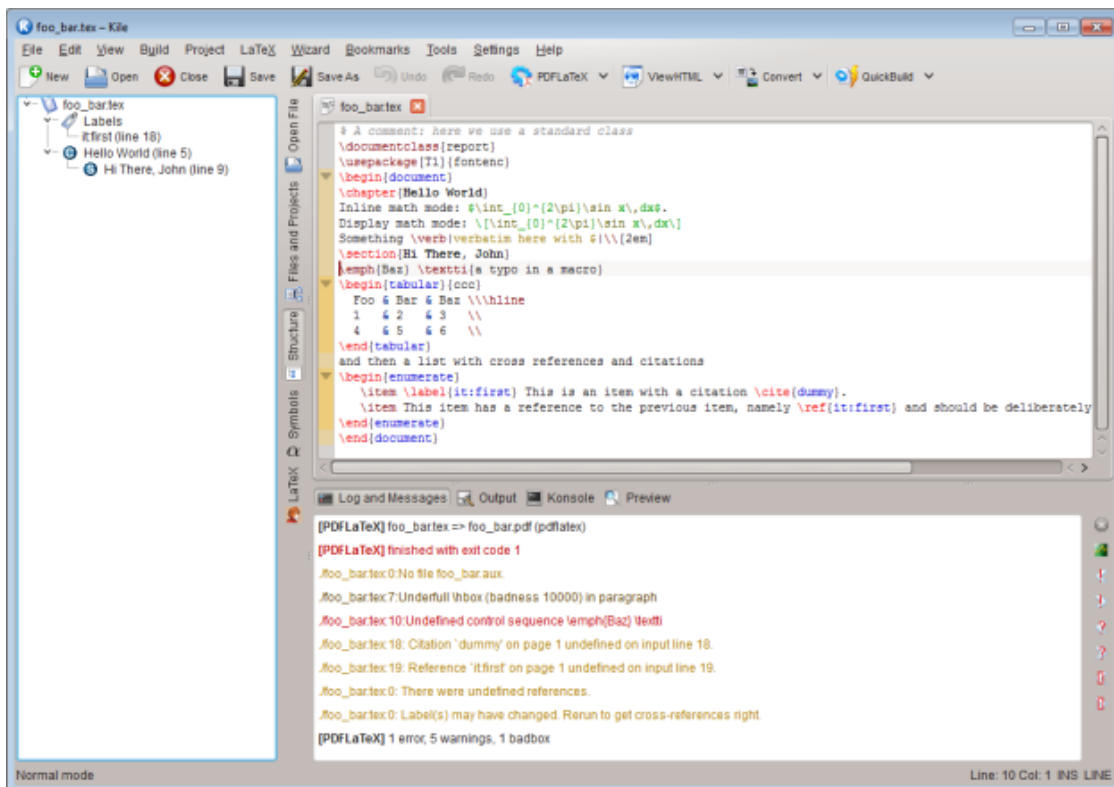 foo_bar.tex – Kile
File Edit View Build Project LaTeX Wizard Bookmarks Tools Settings Help
New Open Close Save Save As Undo Redo PDFLaTeX ViewHTML Convert QuickBuild
foo_bar.tex
Labels
it:first (line 18)
Hello World (line 5)
Hi There, John (line 9)
Open File
Files and Projects
Structure
Symbols
LaTeX
foo_bar.tex
% A comment: here we use a standard class
\documentclass{report}
\usepackage[T1]{fontenc}
\begin{document}
\chapter{Hello World}
Inline math mode: $\int_{0}^{2\pi}\sin x\,dx$.
Display math mode: \[\int_{0}^{2\pi}\sin x\,dx\]
Something \verb|verbatim here with $|\\[2em]
\section{Hi There, John}
\emph{Baz} \textti{a typo in a macro}
\begin{tabular}{ccc}
Foo & Bar & Baz \\\hline
1 & 2 & 3 \\
4 & 5 & 6 \\
\end{tabular}
and then a list with cross references and citations
\begin{enumerate}
\item \label{it:first} This is an item with a citation \cite{dummy}.
\item This item has a reference to the previous item, namely \ref{it:first} and should be deliberately
\end{enumerate}
\end{document}
Log and Messages Output Konsole Preview
[PDFLaTeX] foo_bar.tex => foo_bar.pdf (pdflatex)
[PDFLaTeX] finished with exit code 1
./foo_bar.tex:0:No file foo_bar.aux.
./foo_bar.tex:7:Underfull \hbox (badness 10000) in paragraph
./foo_bar.tex:10:Undefined control sequence \emph{Baz} \textti
./foo_bar.tex:18: Citation `dummy' on page 1 undefined on input line 18.
./foo_bar.tex:19: Reference `it:first' on page 1 undefined on input line 19.
./foo_bar.tex:0: There were undefined references.
./foo_bar.tex:0: Label(s) may have changed. Rerun to get cross-references right.
[PDFLaTeX] 1 error, 5 warnings, 1 badbox
Normal mode
Line: 10 Col: 1 INS LINE